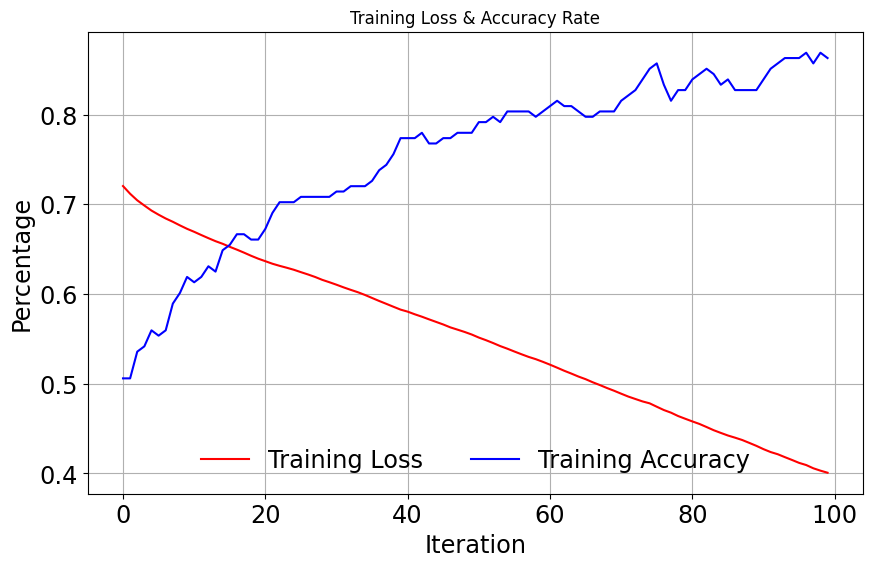 Training Loss & Accuracy Rate
Percentage
0.8
0.7
0.6
0.5
0.4
Training Loss Training Accuracy
0 20 40 60 80 100
Iteration